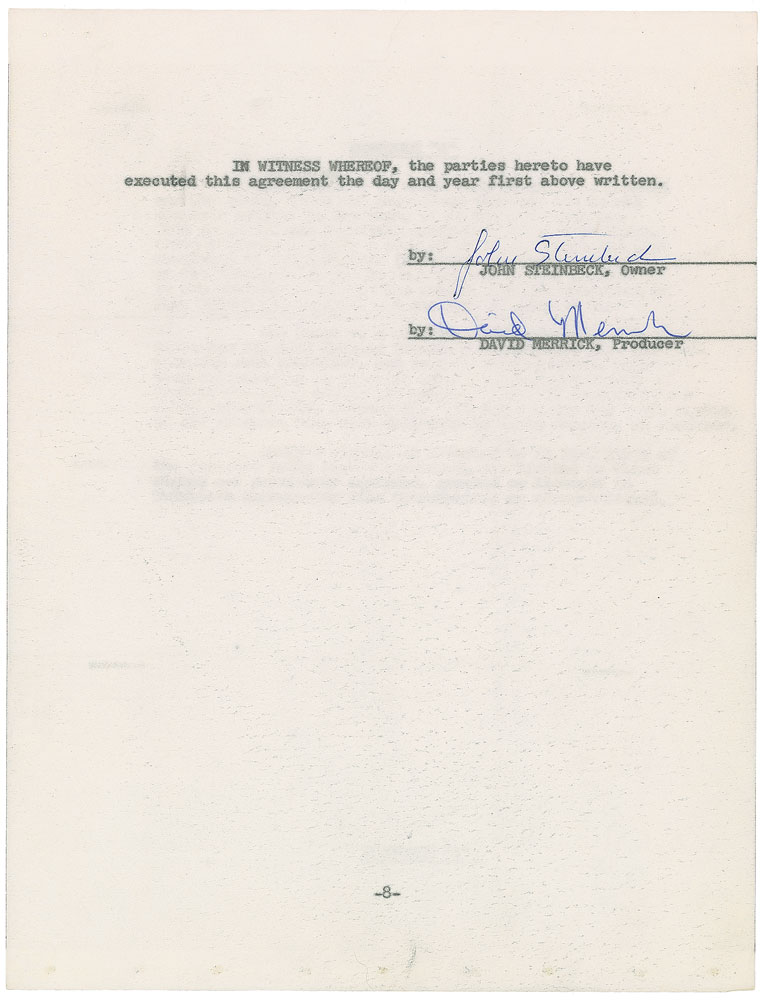 IN WITNESS WHEREOF, the parties hereto have
executed this agreement the day and year first above written.
by: John Steinbeck
JOHN STEINBECK, Owner
by: David Merrick
DAVID MERRICK, Producer
-8-